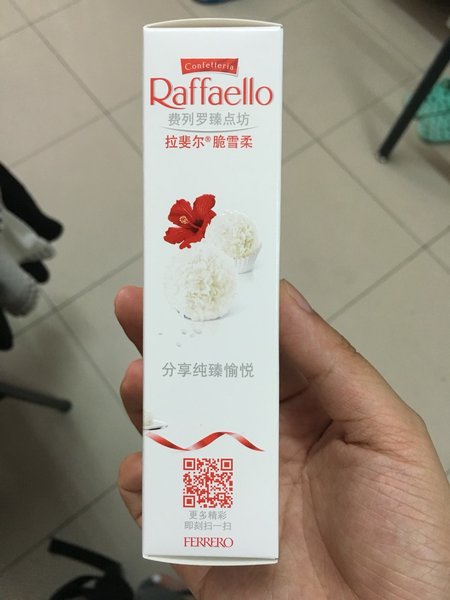 Confetteria
Raffaello
费列罗臻点坊
拉斐尔®脆雪柔
分享纯臻愉悦
更多精彩
即刻扫一扫
FERRERO